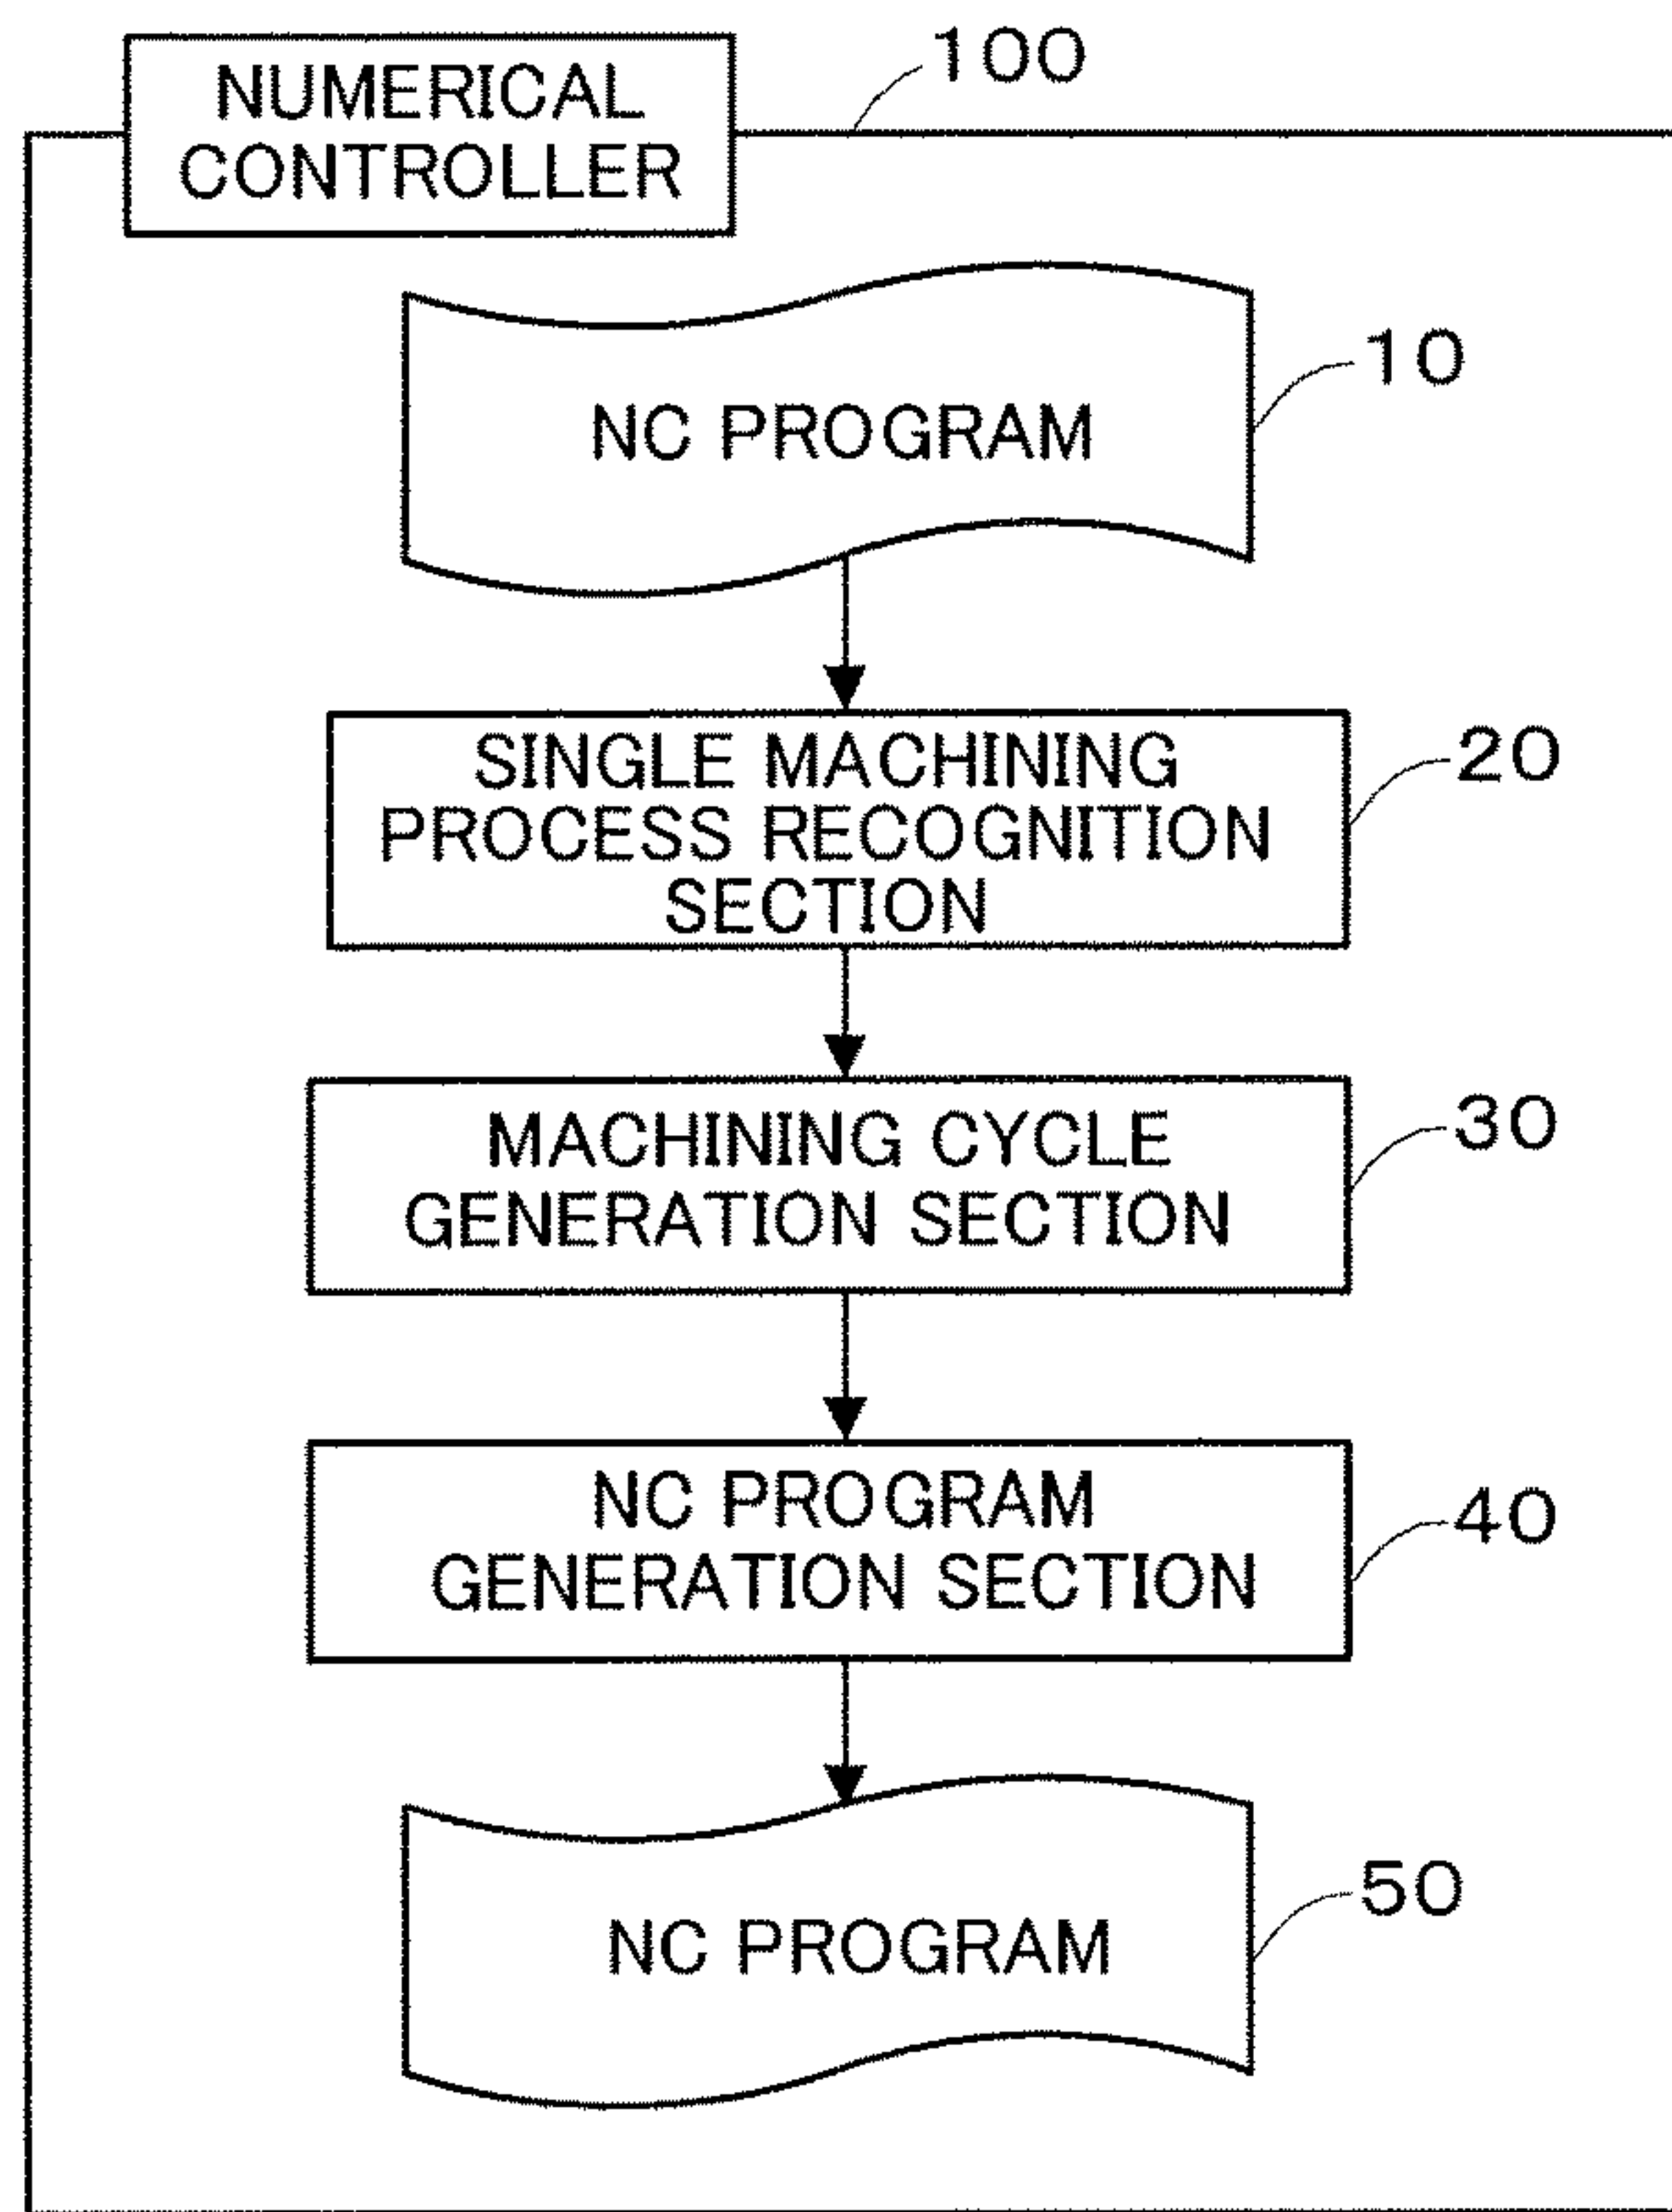 NUMERICAL
CONTROLLER
100
NC PROGRAM
10
SINGLE MACHINING
PROCESS RECOGNITION
SECTION
20
MACHINING CYCLE
GENERATION SECTION
30
NC PROGRAM
GENERATION SECTION
40
NC PROGRAM
50